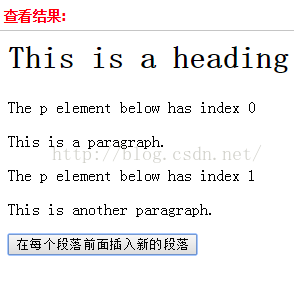 查看结果:
This is a heading
The p element below has index 0
This is a paragraph.
http://blog.csdn.net/
The p element below has index 1
This is another paragraph.
在每个段落前面插入新的段落